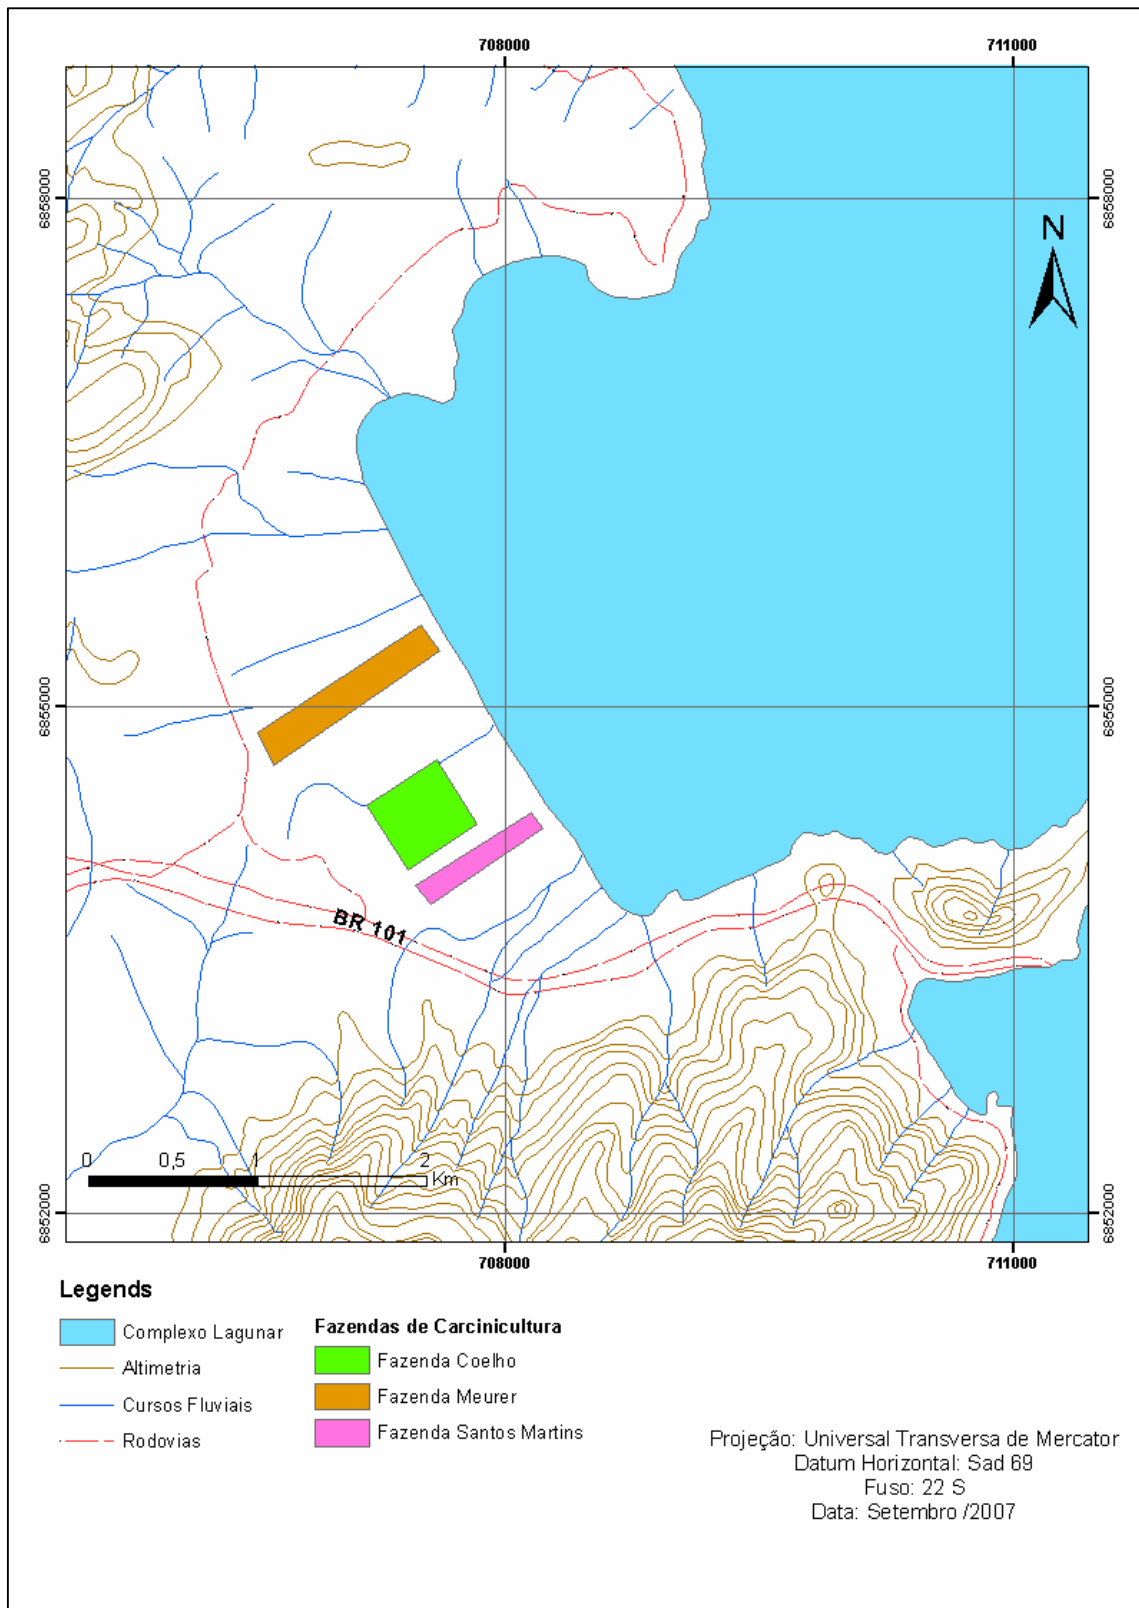 708000 711000
6858000 6858000
N
6855000 6855000
BR 101
0 0,5 1 2
Km
6852000 6852000
708000 711000
Legends
Complexo Lagunar
Altimetria
Cursos Fluviais
Rodovias
Fazendas de Carcinicultura
Fazenda Coelho
Fazenda Meurer
Fazenda Santos Martins
Projeção: Universal Transversa de Mercator
Datum Horizontal: Sad 69
Fuso: 22 S
Data: Setembro /2007